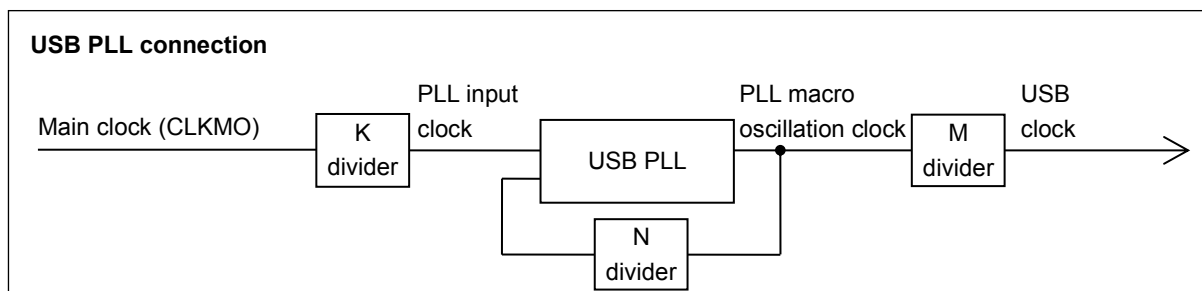 USB PLL connection
Main clock (CLKMO)
K
divider
PLL input
clock
USB PLL
N
divider
PLL macro
oscillation clock
M
divider
USB
clock